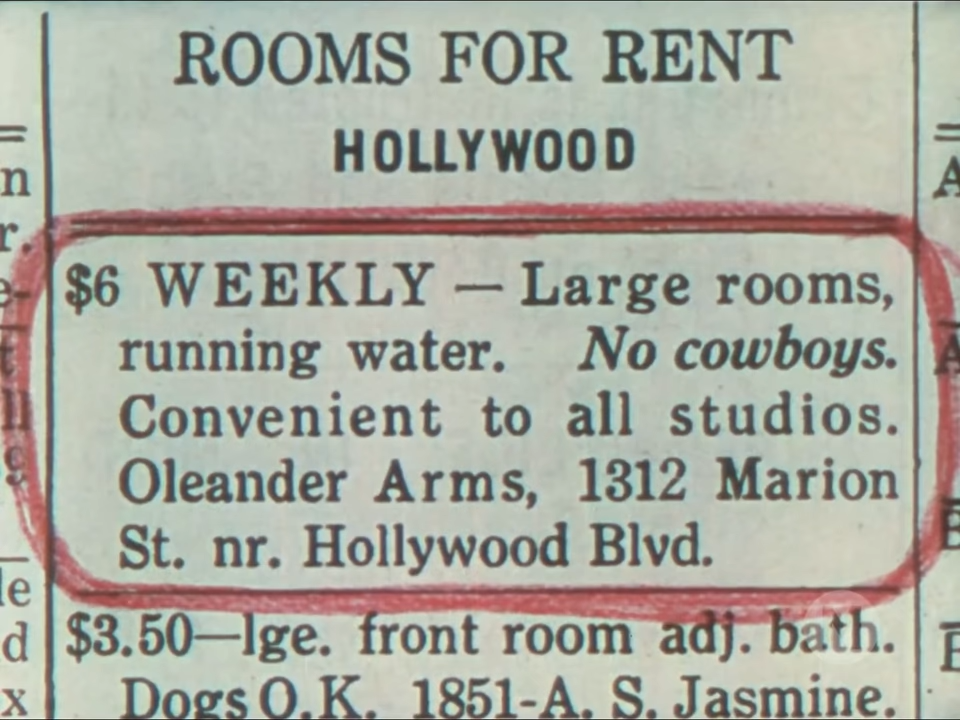 ROOMS FOR RENT
HOLLYWOOD
$6 WEEKLY — Large rooms,
running water. No cowboys.
Convenient to all studios.
Oleander Arms, 1312 Marion
St. nr. Hollywood Blvd.
$3.50—lge. front room adj. bath.
Dogs O.K. 1851-A. S. Jasmine.